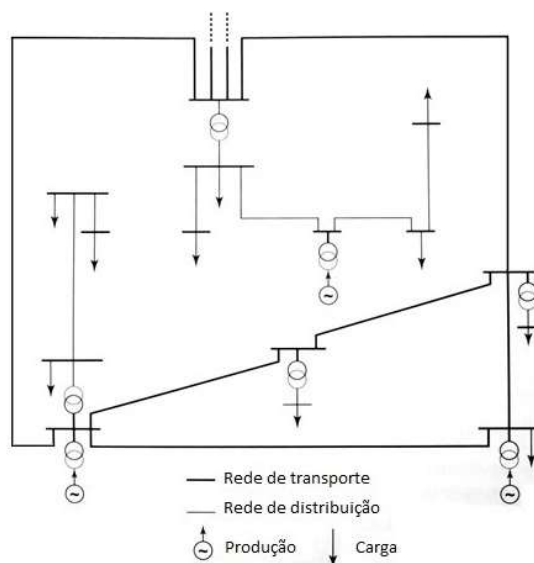 Rede de transporte
Rede de distribuição
Produção
Carga